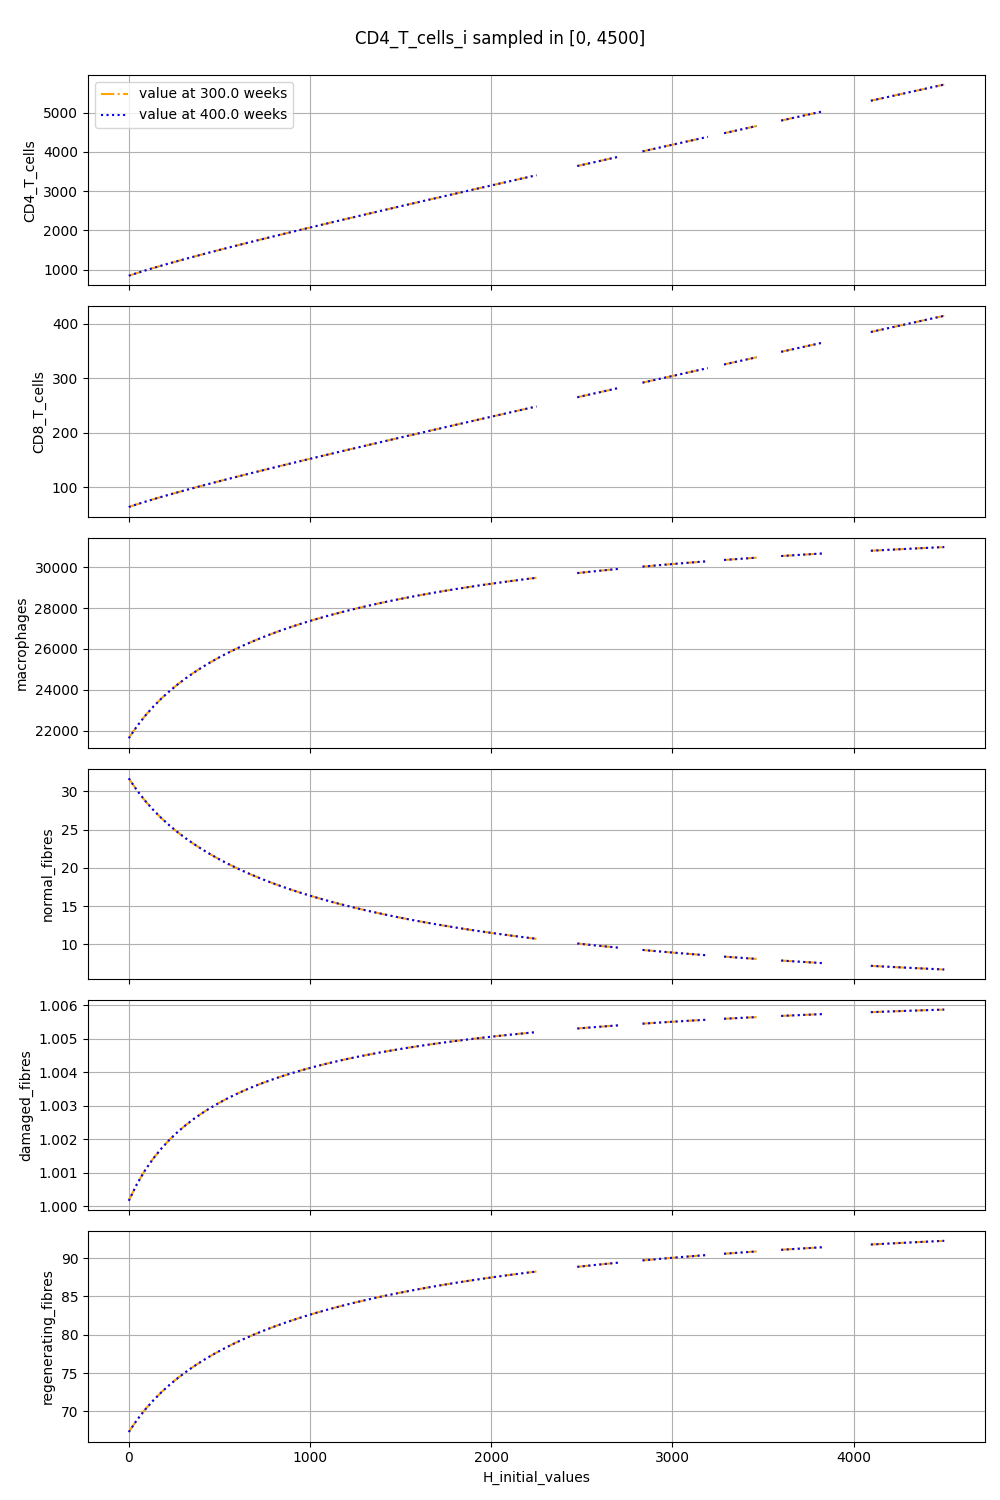 CD4_T_cells_i sampled in [0, 4500]
value at 300.0 weeks
value at 400.0 weeks
CD4_T_cells
5000
4000
3000
2000
1000
CD8_T_cells
400
300
200
100
macrophages
30000
28000
26000
24000
22000
normal_fibres
30
25
20
15
10
damaged_fibres
1.006
1.005
1.004
1.003
1.002
1.001
1.000
regenerating_fibres
90
85
80
75
70
0 1000 2000 3000 4000
H_initial_values